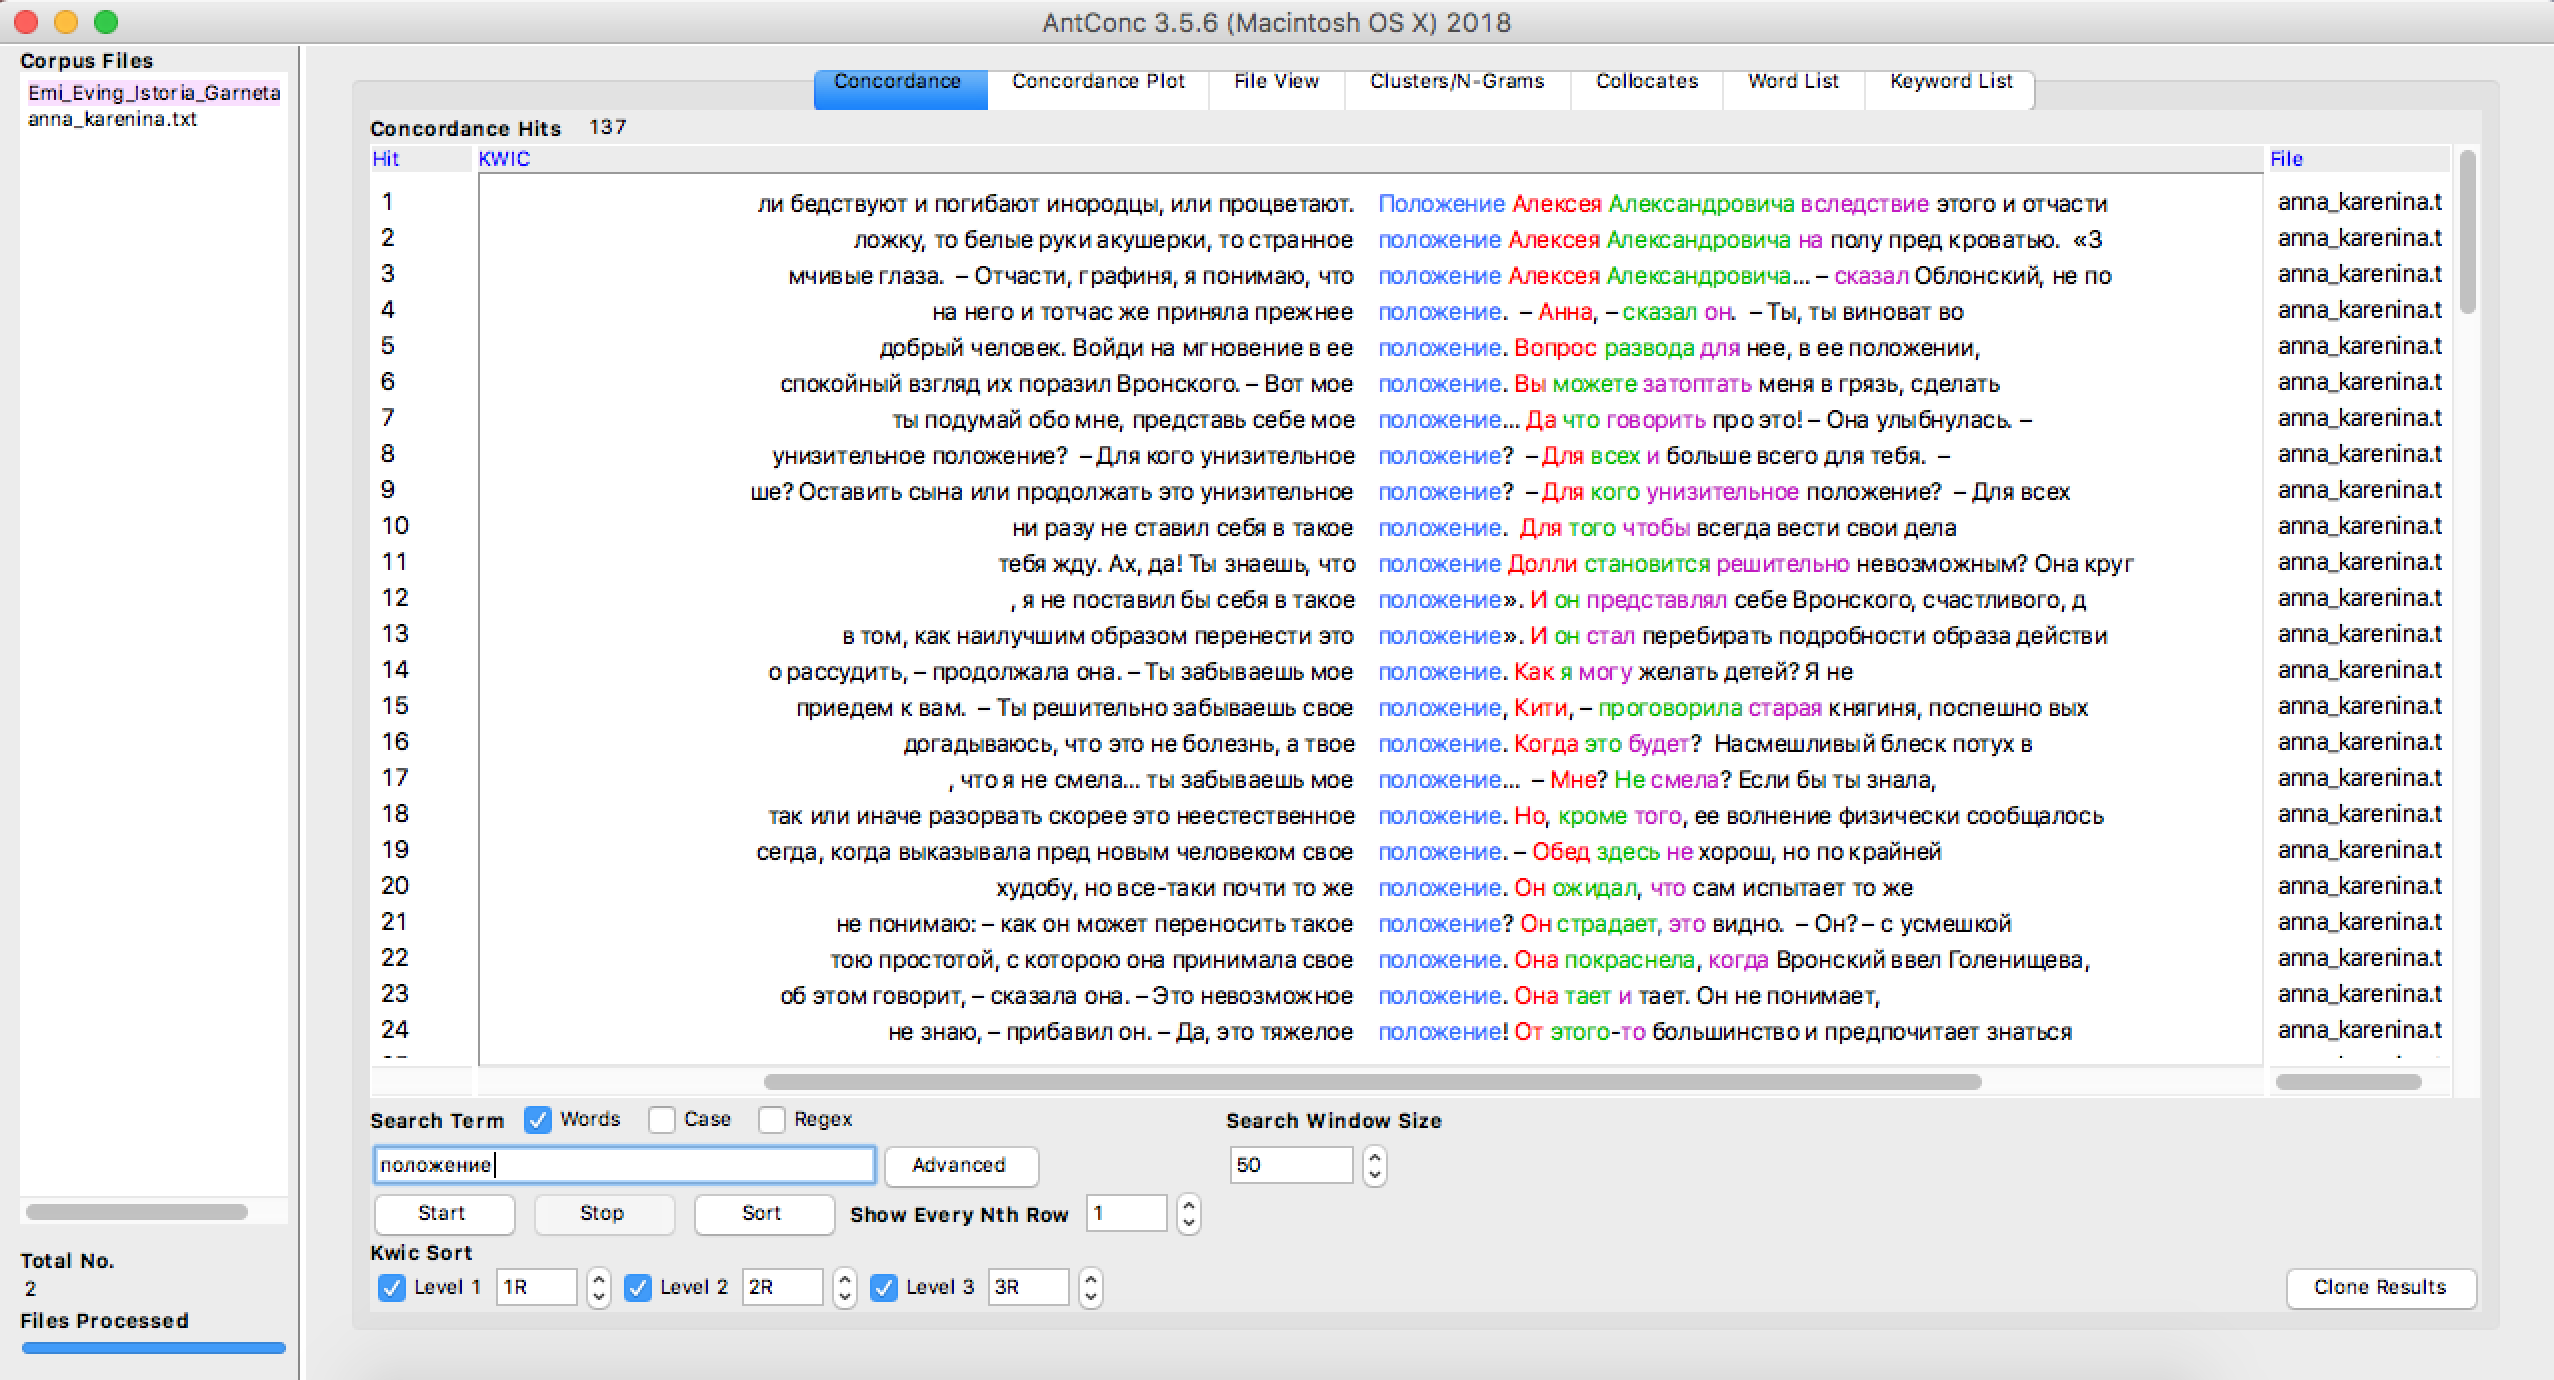 AntConc 3.5.6 (Macintosh OS X) 2018
Corpus Files
Emi_Eving_Istoria_Garneta
anna_karenina.txt
Concordance Concordance Plot File View Clusters/N-Grams Collocates Word List Keyword List
Concordance Hits 137
Hit KWIC File
1 ли бедствуют и погибают инородцы, или процветают. Положение Алексея Александровича вследствие этого и отчасти anna_karenina.t
2 ложку, то белые руки акушерки, то странное положение Алексея Александровича на полу пред кроватью. «З anna_karenina.t
3 мчивые глаза. – Отчасти, графиня, я понимаю, что положение Алексея Александровича... – сказал Облонский, не по anna_karenina.t
4 на него и тотчас же приняла прежнее положение. – Анна, – сказал он. – Ты, ты виноват во anna_karenina.t
5 добрый человек. Войди на мгновение в ее положение. Вопрос развода для нее, в ее положении, anna_karenina.t
6 спокойный взгляд их поразил Вронского. – Вот мое положение. Вы можете затоптать меня в грязь, сделать anna_karenina.t
7 ты подумай обо мне, представь себе мое положение... Да что говорить про это! – Она улыбнулась. – anna_karenina.t
8 унизительное положение? – Для кого унизительное положение? – Для всех и больше всего для тебя. – anna_karenina.t
9 ше? Оставить сына или продолжать это унизительное положение? – Для кого унизительное положение? – Для всех anna_karenina.t
10 ни разу не ставил себя в такое положение. Для того чтобы всегда вести свои дела anna_karenina.t
11 тебя жду. Ах, да! Ты знаешь, что положение Долли становится решительно невозможным? Она круг anna_karenina.t
12 , я не поставил бы себя в такое положение». И он представлял себе Вронского, счастливого, д anna_karenina.t
13 в том, как наилучшим образом перенести это положение». И он стал перебирать подробности образа действи anna_karenina.t
14 о рассудить, – продолжала она. – Ты забываешь мое положение. Как я могу желать детей? Я не anna_karenina.t
15 приедем к вам. – Ты решительно забываешь свое положение, Кити, – проговорила старая княгиня, поспешно вых anna_karenina.t
16 догадываюсь, что это не болезнь, а твое положение. Когда это будет? Насмешливый блеск потух в anna_karenina.t
17 , что я не смела... ты забываешь мое положение... – Мне? Не смела? Если бы ты знала, anna_karenina.t
18 так или иначе разорвать скорее это неестественное положение. Но, кроме того, ее волнение физически сообщалось anna_karenina.t
19 сегда, когда выказывала пред новым человеком свое положение. – Обед здесь не хорош, но по крайней anna_karenina.t
20 худобу, но все-таки почти то же положение. Он ожидал, что сам испытает то же anna_karenina.t
21 не понимаю: – как он может переносить такое положение? Он страдает, это видно. – Он? – с усмешкой anna_karenina.t
22 тою простотой, с которою она принимала свое положение. Она покраснела, когда Вронский ввел Голенищева, anna_karenina.t
23 об этом говорит, – сказала она. – Это невозможное положение. Она тает и тает. Он не понимает, anna_karenina.t
24 не знаю, – прибавил он. – Да, это тяжелое положение! От этого-то большинство и предпочитает знаться anna_karenina.t
Search Term Words Case Regex Search Window Size
положение Advanced 50
Start Stop Sort Show Every Nth Row 1
Kwic Sort
Level 1 1R Level 2 2R Level 3 3R Clone Results
Total No.
2
Files Processed